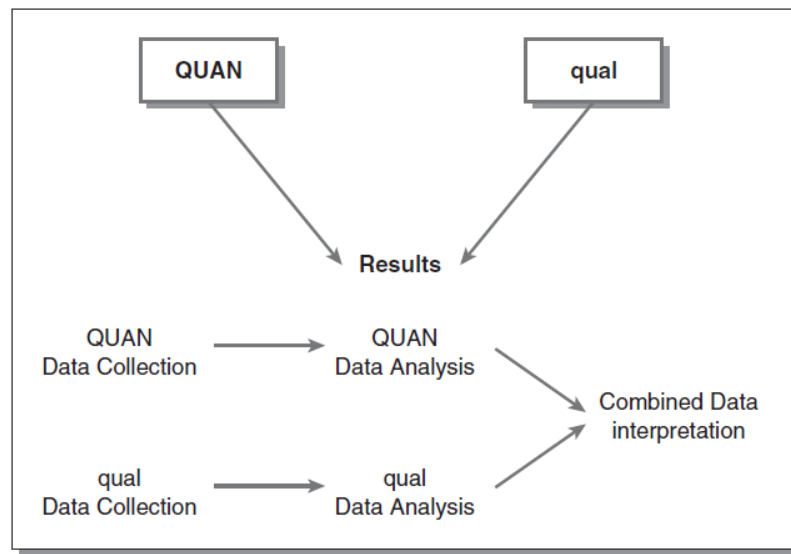 QUAN
qual
Results
QUAN
Data Collection
QUAN
Data Analysis
Combined Data
interpretation
qual
Data Collection
qual
Data Analysis